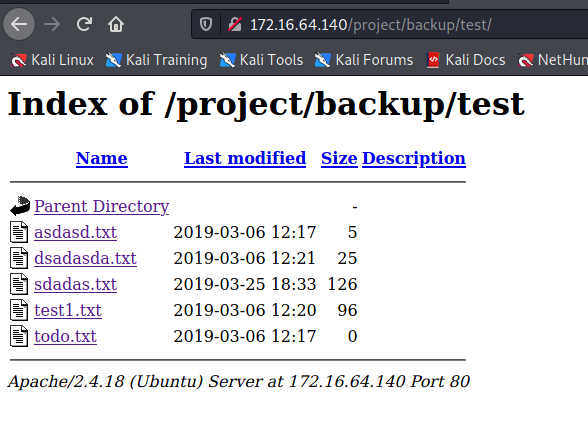 172.16.64.140/project/backup/test/
Kali Linux Kali Training Kali Tools Kali Forums Kali Docs NetHun
Index of /project/backup/test
Name Last modified Size Description
Parent Directory -
asdasd.txt 2019-03-06 12:17 5
dsadasda.txt 2019-03-06 12:21 25
sdadas.txt 2019-03-25 18:33 126
test1.txt 2019-03-06 12:20 96
todo.txt 2019-03-06 12:17 0
Apache/2.4.18 (Ubuntu) Server at 172.16.64.140 Port 80